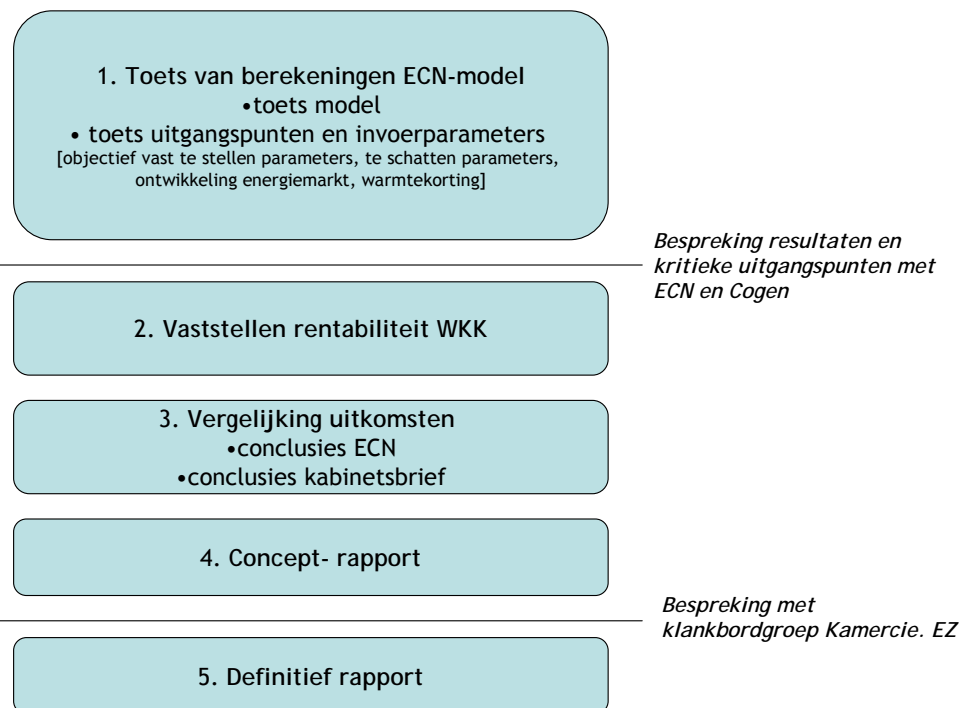 1. Toets van berekeningen ECN-model
•toets model
• toets uitgangspunten en invoerparameters
[objectief vast te stellen parameters, te schatten parameters,
ontwikkeling energiemarkt, warmtekorting]
Bespreking resultaten en
kritieke uitgangspunten met
ECN en Cogen
2. Vaststellen rentabiliteit WKK
3. Vergelijking uitkomsten
•conclusies ECN
•conclusies kabinetsbrief
4. Concept- rapport
Bespreking met
klankbordgroep Kamercie. EZ
5. Definitief rapport